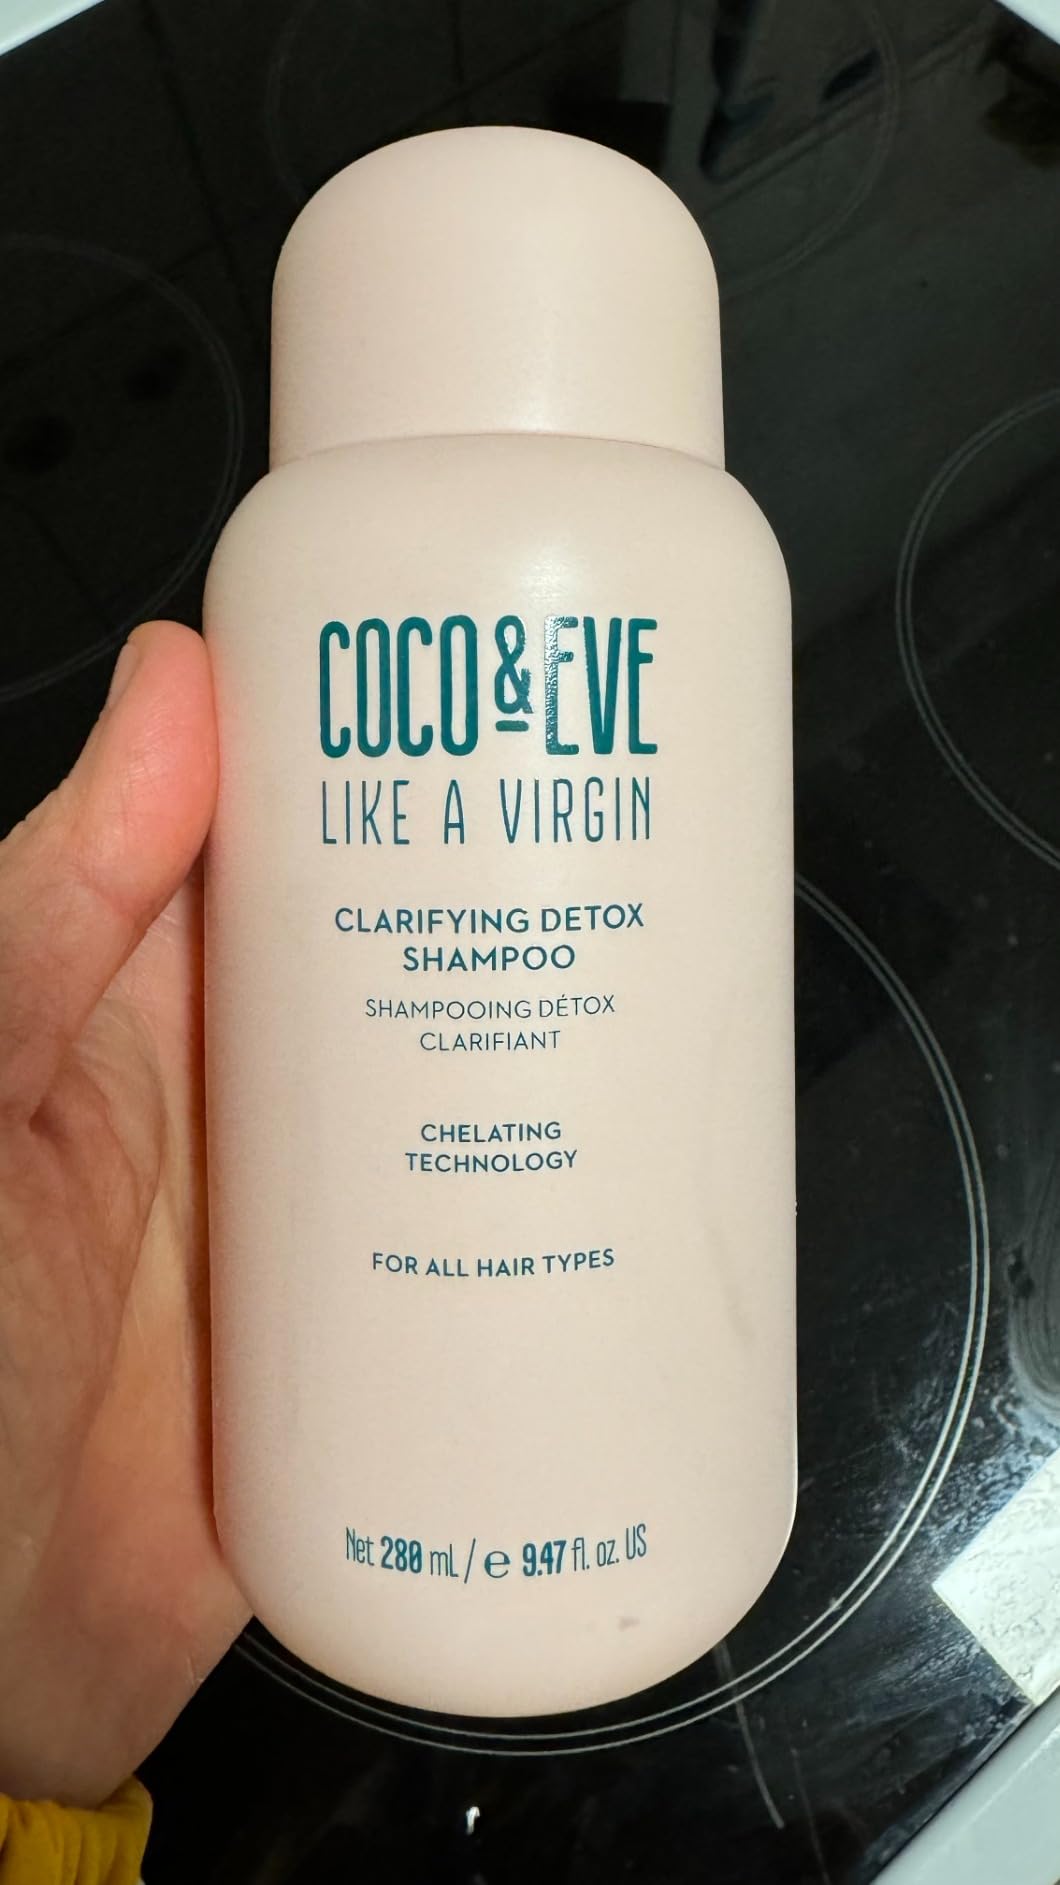 COCO & EVE
LIKE A VIRGIN
CLARIFYING DETOX
SHAMPOO
SHAMPOOING DÉTOX
CLARIFIANT
CHELATING
TECHNOLOGY
FOR ALL HAIR TYPES
Net 280 mL / ℮ 9.47 fl. oz. US